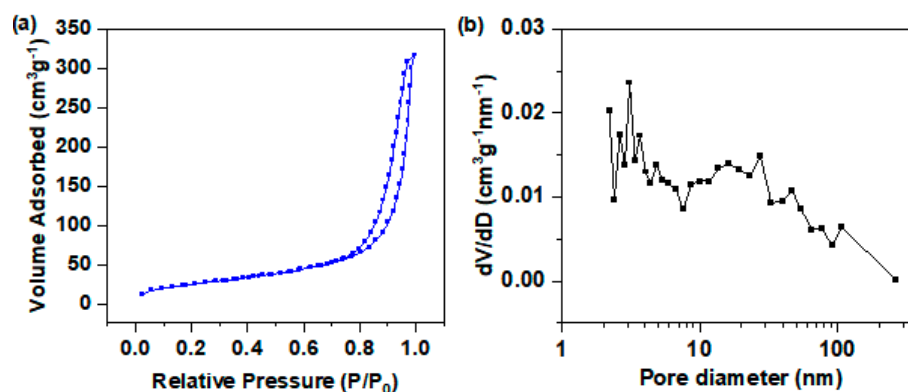 (a)
350
300
250
200
150
100
50
0
Volume Adsorbed (cm³g⁻¹)
0.0 0.2 0.4 0.6 0.8 1.0
Relative Pressure (P/P₀)
(b)
0.03
0.02
0.01
0.00
dV/dD (cm³g⁻¹nm⁻¹)
1 10 100
Pore diameter (nm)